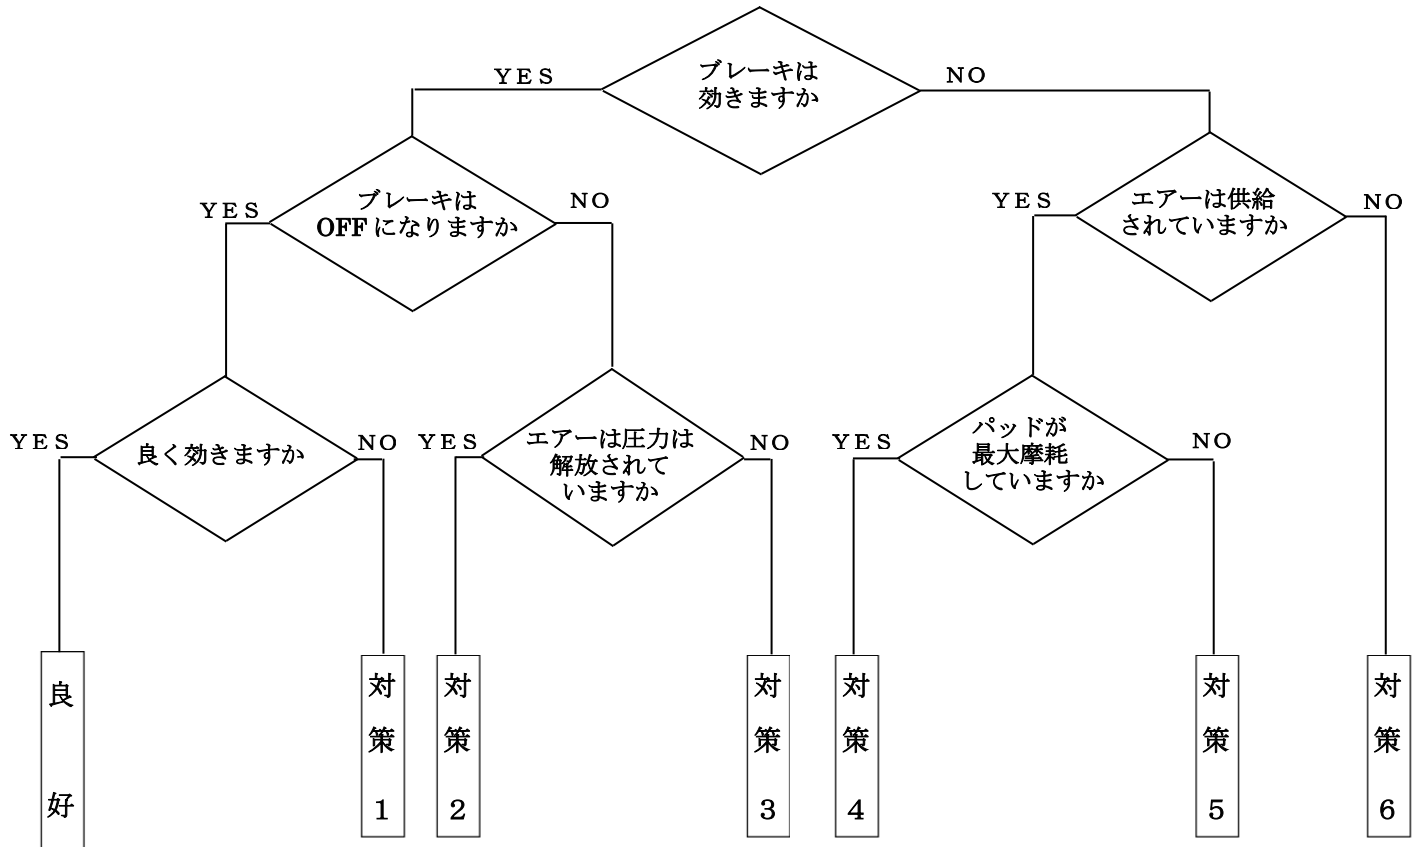 ブレーキは
効きますか
YES
NO
ブレーキは
OFFになりますか
YES
NO
エアーは供給
されていますか
YES
NO
良く効きますか
YES
NO
エアーは圧力は
解放されて
いますか
YES
NO
パッドが
最大摩耗
していますか
YES
NO
良好
対策1
対策2
対策3
対策4
対策5
対策6